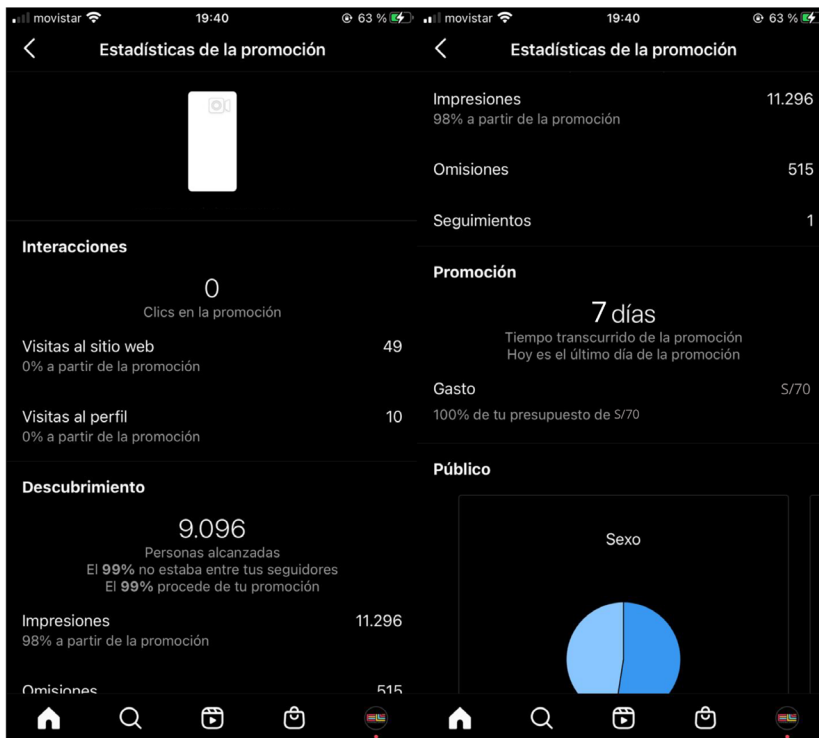 movistar 19:40 63 %
Estadísticas de la promoción
Interacciones
0
Clics en la promoción
Visitas al sitio web 49
0% a partir de la promoción
Visitas al perfil 10
0% a partir de la promoción
Descubrimiento
9.096
Personas alcanzadas
El 99% no estaba entre tus seguidores
El 99% procede de tu promoción
Impresiones 11.296
98% a partir de la promoción
Omisiones 515
movistar 19:40 63 %
Estadísticas de la promoción
Impresiones 11.296
98% a partir de la promoción
Omisiones 515
Seguimientos 1
Promoción
7 días
Tiempo transcurrido de la promoción
Hoy es el último día de la promoción
Gasto S/70
100% de tu presupuesto de S/70
Público
Sexo